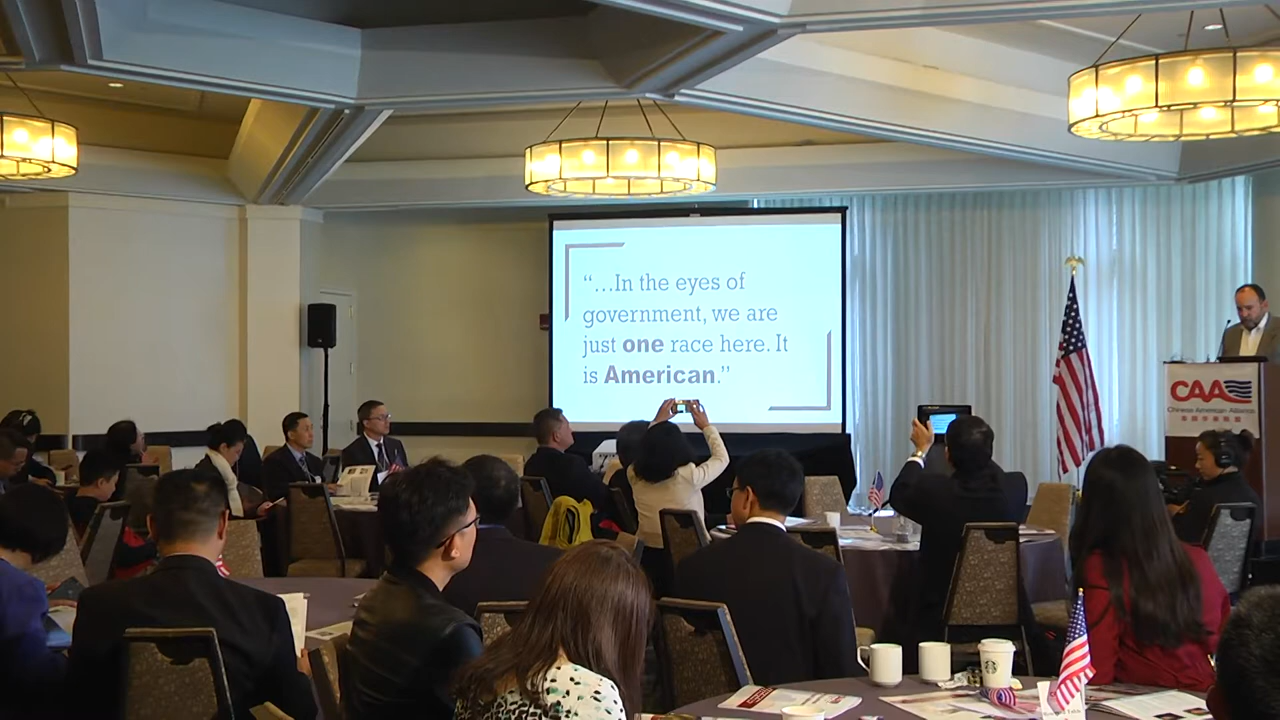 “...In the eyes of
government, we are
just one race here. It
is American.”
CAA
Chinese American Alliance